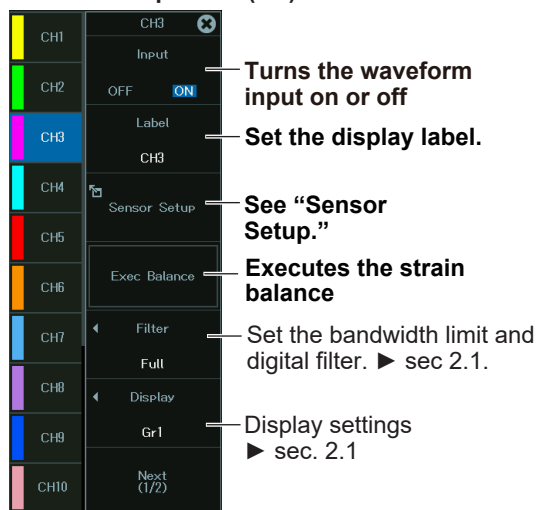 CH1
CH2
CH3
CH4
CH5
CH6
CH7
CH8
CH9
CH10
CH3
Input
OFF ON
Label
CH3
Sensor Setup
Exec Balance
Filter
Full
Display
Gr1
Next
(1/2)
Turns the waveform
input on or off
Set the display label.
See “Sensor
Setup.”
Executes the strain
balance
Set the bandwidth limit and
digital filter. ► sec 2.1.
Display settings
► sec. 2.1